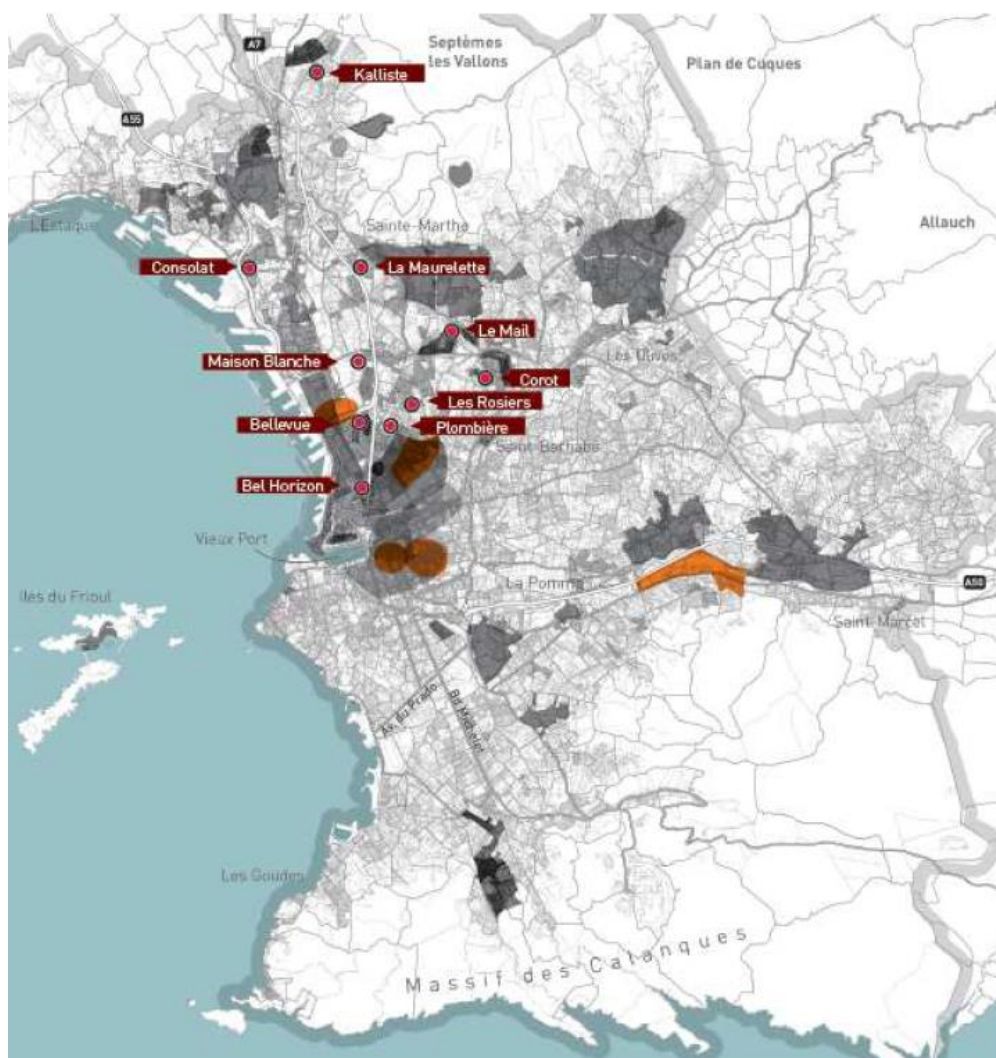 A7
Septèmes
les Vallons
Kalliste
Plan de Cuques
A55
L'Estaque
Sainte-Martha
Allauch
Consolat
La Maurelette
Le Mail
Les Olives
Maison Blanche
Corot
Les Rosiers
Bellevue
Plombière
Saint-Barnabé
Bel Horizon
Vieux Port
La Pomme
A50
Iles du Frioul
Saint-Marcel
Av. du Prado
Bd Michelet
Les Goudes
Massif des Calanques